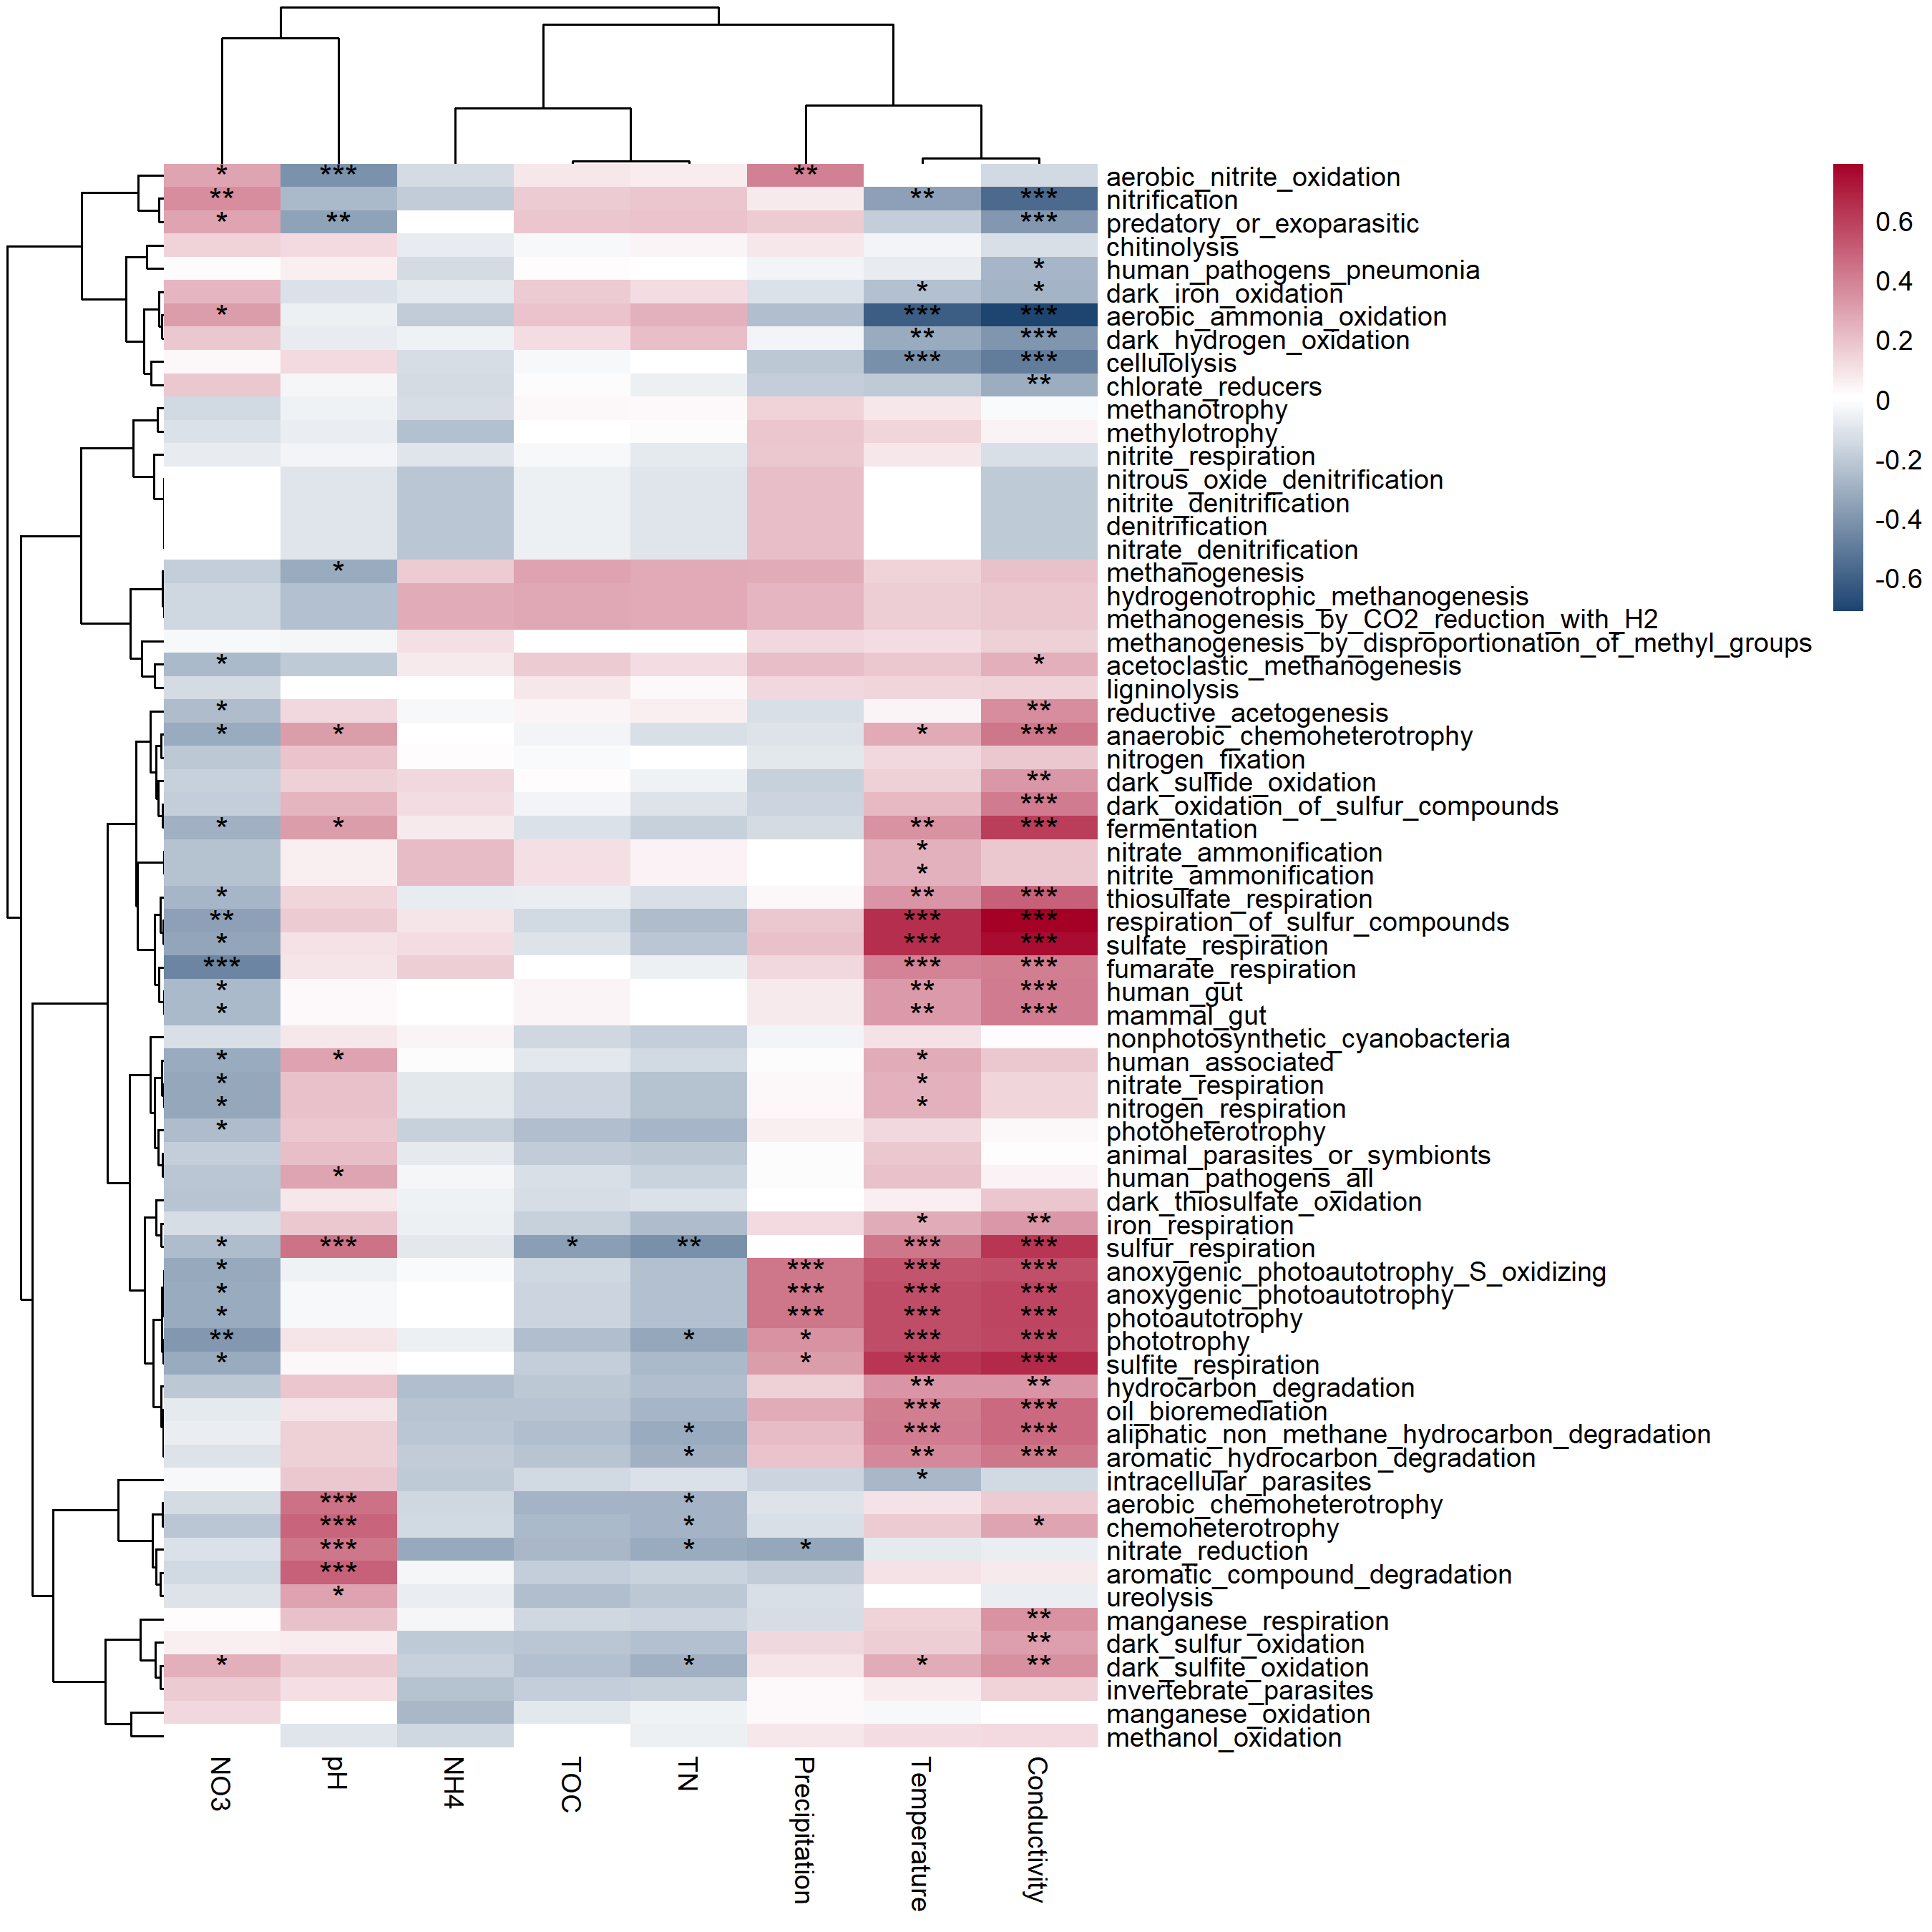 * *** ** aerobic_nitrite_oxidation
** ** *** nitrification
* ** *** predatory_or_exoparasitic
chitinolysis
* human_pathogens_pneumonia
* * dark_iron_oxidation
* *** *** aerobic_ammonia_oxidation
** *** dark_hydrogen_oxidation
*** *** cellulolysis
** chlorate_reducers
methanotrophy
methylotrophy
nitrite_respiration
nitrous_oxide_denitrification
nitrite_denitrification
denitrification
nitrate_denitrification
* methanogenesis
hydrogenotrophic_methanogenesis
methanogenesis_by_CO2_reduction_with_H2
methanogenesis_by_disproportionation_of_methyl_groups
* * acetoclastic_methanogenesis
ligninolysis
* ** reductive_acetogenesis
* * * *** anaerobic_chemoheterotrophy
nitrogen_fixation
** dark_sulfide_oxidation
*** dark_oxidation_of_sulfur_compounds
* * ** *** fermentation
* nitrate_ammonification
* nitrite_ammonification
* ** *** thiosulfate_respiration
** *** *** respiration_of_sulfur_compounds
* *** *** sulfate_respiration
*** *** *** fumarate_respiration
* ** *** human_gut
* ** *** mammal_gut
nonphotosynthetic_cyanobacteria
* * * human_associated
* * nitrate_respiration
* * nitrogen_respiration
* photoheterotrophy
animal_parasites_or_symbionts
* human_pathogens_all
dark_thiosulfate_oxidation
* ** iron_respiration
* *** * ** *** *** sulfur_respiration
* *** *** *** anoxygenic_photoautotrophy_S_oxidizing
* *** *** *** anoxygenic_photoautotrophy
* *** *** *** photoautotrophy
** * * *** *** phototrophy
* * *** *** sulfite_respiration
** ** hydrocarbon_degradation
*** *** oil_bioremediation
* *** *** aliphatic_non_methane_hydrocarbon_degradation
* ** *** aromatic_hydrocarbon_degradation
* intracellular_parasites
*** * aerobic_chemoheterotrophy
*** * * chemoheterotrophy
*** * * nitrate_reduction
*** aromatic_compound_degradation
* ureolysis
** manganese_respiration
** dark_sulfur_oxidation
* * * ** dark_sulfite_oxidation
invertebrate_parasites
manganese_oxidation
methanol_oxidation
NO3
pH
NH4
TOC
TN
Precipitation
Temperature
Conductivity
0.6
0.4
0.2
0
-0.2
-0.4
-0.6